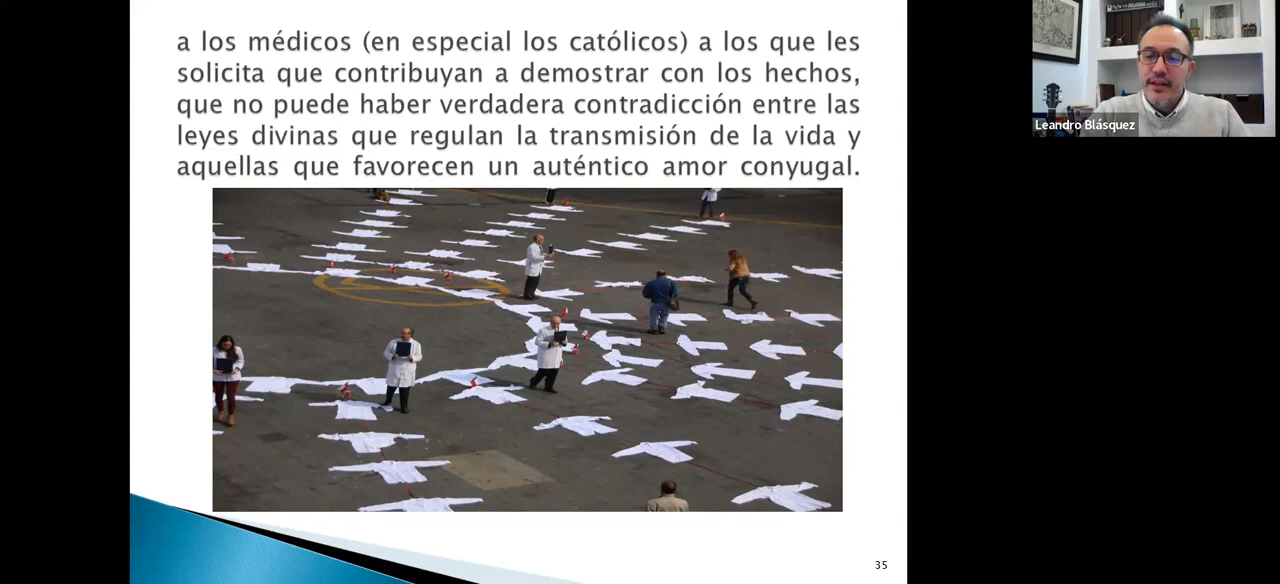 a los médicos (en especial los católicos) a los que les
solicita que contribuyan a demostrar con los hechos,
que no puede haber verdadera contradicción entre las
leyes divinas que regulan la transmisión de la vida y
aquellas que favorecen un auténtico amor conyugal.
Leandro Blásquez
35